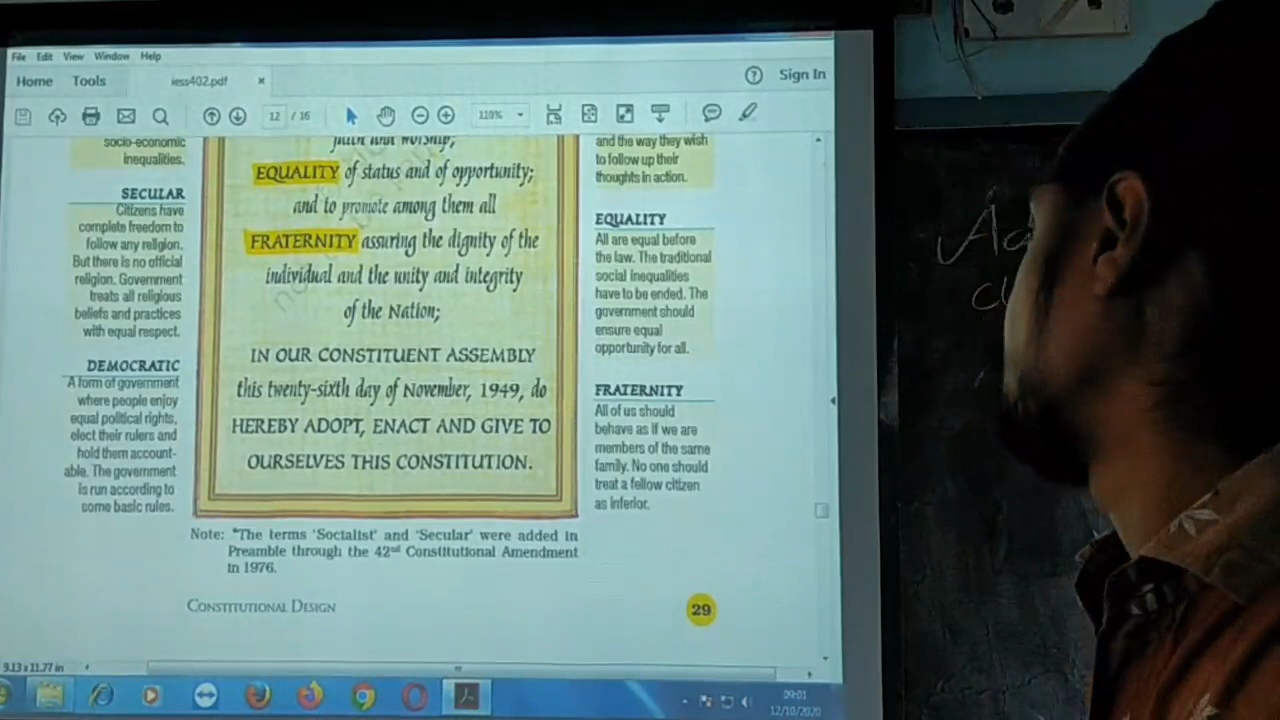 File Edit View Window Help
Home Tools iess402.pdf ×
Sign In
12 / 16
110%
socio-economic
inequalities.
SECULAR
Citizens have
complete freedom to
follow any religion.
But there is no official
religion. Government
treats all religious
beliefs and practices
with equal respect.
DEMOCRATIC
A form of government
where people enjoy
equal political rights,
elect their rulers and
hold them account-
able. The government
is run according to
some basic rules.
faith and worship;
EQUALITY of status and of opportunity;
and to promote among them all
FRATERNITY assuring the dignity of the
individual and the unity and integrity
of the Nation;
IN OUR CONSTITUENT ASSEMBLY
this twenty-sixth day of November, 1949, do
HEREBY ADOPT, ENACT AND GIVE TO
OURSELVES THIS CONSTITUTION.
and the way they wish
to follow up their
thoughts in action.
EQUALITY
All are equal before
the law. The traditional
social inequalities
have to be ended. The
government should
ensure equal
opportunity for all.
FRATERNITY
All of us should
behave as if we are
members of the same
family. No one should
treat a fellow citizen
as inferior.
Note: *The terms 'Socialist' and 'Secular' were added in
Preamble through the 42nd Constitutional Amendment
in 1976.
CONSTITUTIONAL DESIGN
29
9.13 x 11.77 in
09:01
12/10/2020